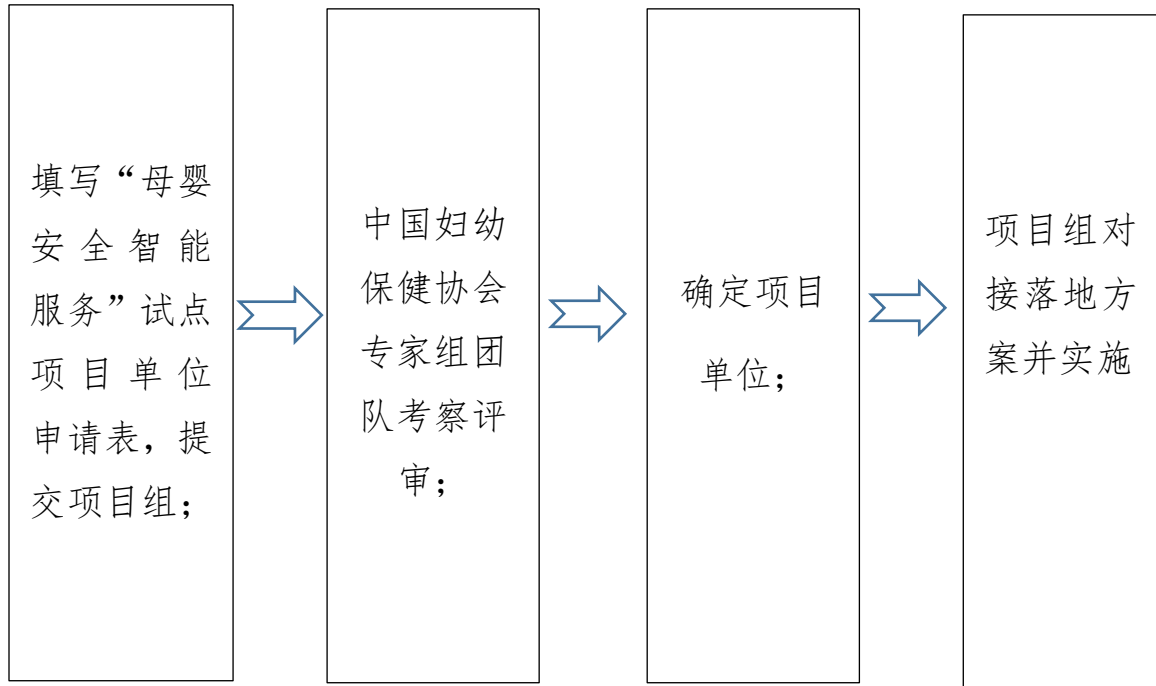 填写“母婴
安全智能
服务”试点
项目单位
申请表，提
交项目组；
中国妇幼
保健协会
专家组团
队考察评
审；
确定项目
单位；
项目组对
接落地方
案并实施